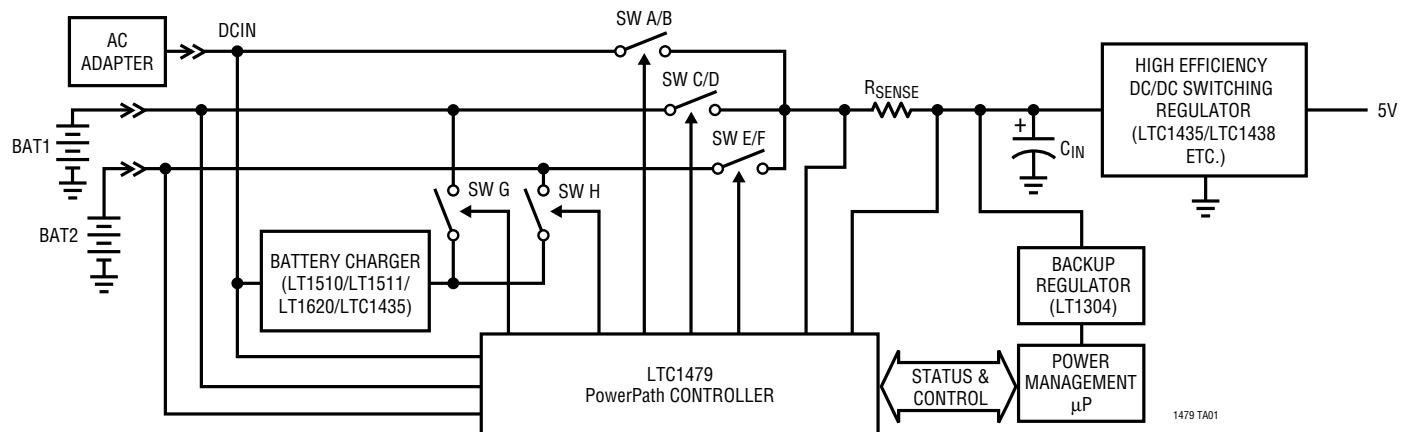 AC
ADAPTER
DCIN
SW A/B
SW C/D
SW E/F
RSENSE
+
CIN
HIGH EFFICIENCY
DC/DC SWITCHING
REGULATOR
(LTC1435/LTC1438
ETC.)
5V
BAT1
BAT2
SW G
SW H
BATTERY CHARGER
(LT1510/LT1511/
LT1620/LTC1435)
BACKUP
REGULATOR
(LT1304)
LTC1479
PowerPath CONTROLLER
STATUS &
CONTROL
POWER
MANAGEMENT
µP
1479 TA01